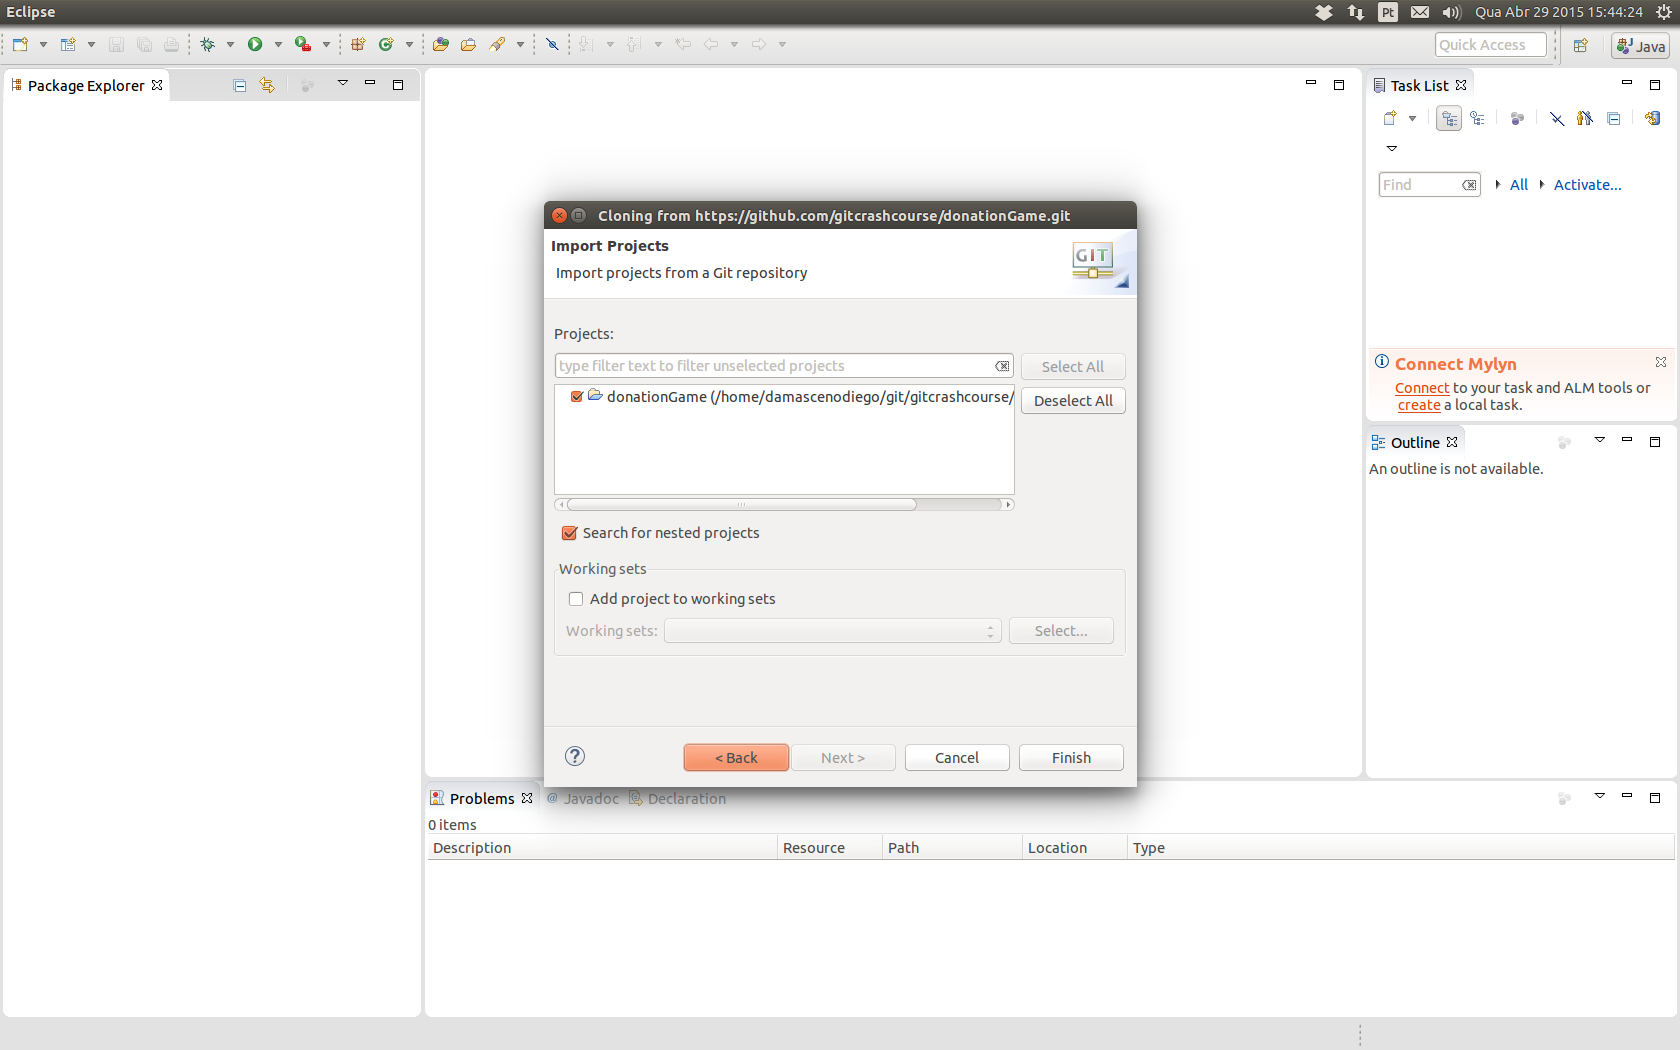 Eclipse
Pt
Qua Abr 29 2015 15:44:24
Quick Access
Java
Package Explorer
Task List
Find
All
Activate...
Connect Mylyn
Connect to your task and ALM tools or
create a local task.
Outline
An outline is not available.
Cloning from https://github.com/gitcrashcourse/donationGame.git
Import Projects
Import projects from a Git repository
GIT
Projects:
type filter text to filter unselected projects
Select All
donationGame (/home/damascenodiego/git/gitcrashcourse/
Deselect All
Search for nested projects
Working sets
Add project to working sets
Working sets:
Select...
?
< Back
Next >
Cancel
Finish
Problems
@ Javadoc
Declaration
0 items
Description
Resource
Path
Location
Type